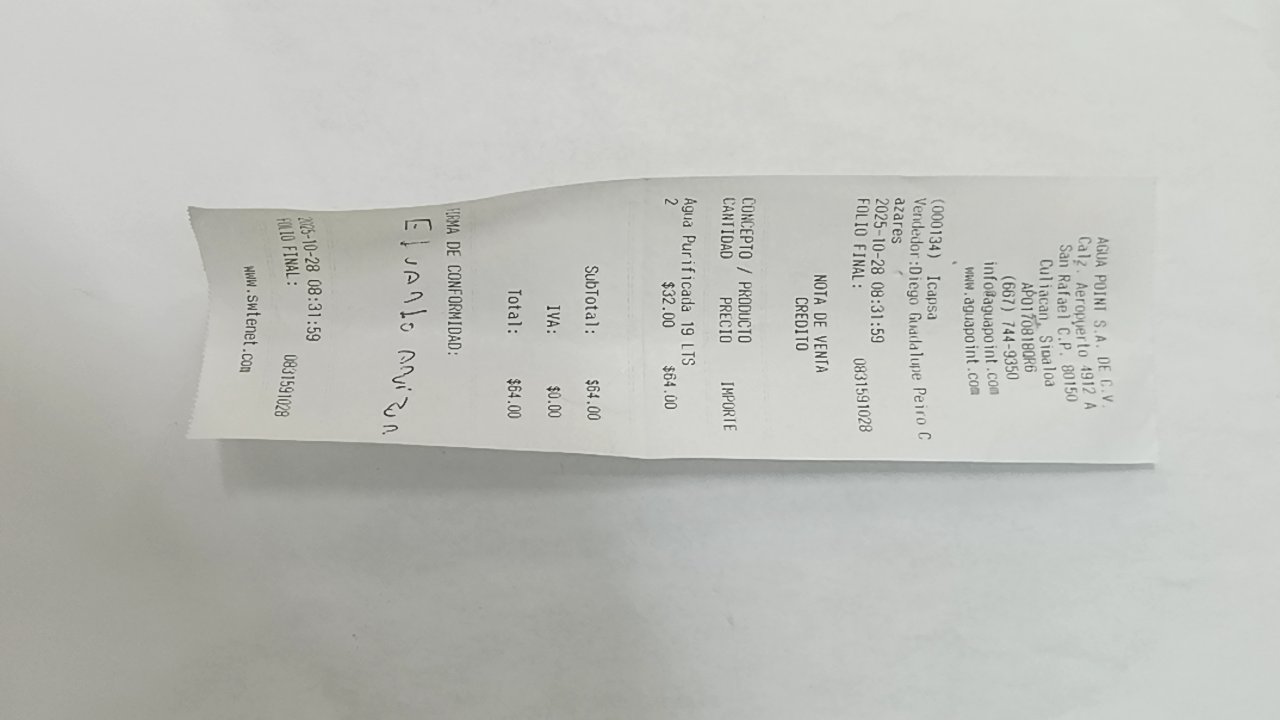 AGUA POINT S.A. DE C.V.
Calz. Aeropuerto 4912 A
San Rafael C.P. 80150
Culiacan, Sinaloa
APO170818QR6
(667) 744-9350
info@aguapoint.com
www.aguapoint.com
(000134) Icapsa
Vendedor:Diego Guadalupe Peiro C
azares
2025-10-28 08:31:59
FOLIO FINAL: 0831591028
NOTA DE VENTA
CREDITO
CONCEPTO / PRODUCTO
CANTIDAD PRECIO IMPORTE
Agua Purificada 19 LTS
2 $32.00 $64.00
SubTotal: $64.00
IVA: $0.00
Total: $64.00
FIRMA DE CONFORMIDAD:
2025-10-28 08:31:59
FOLIO FINAL: 0831591028
www.swtenet.com